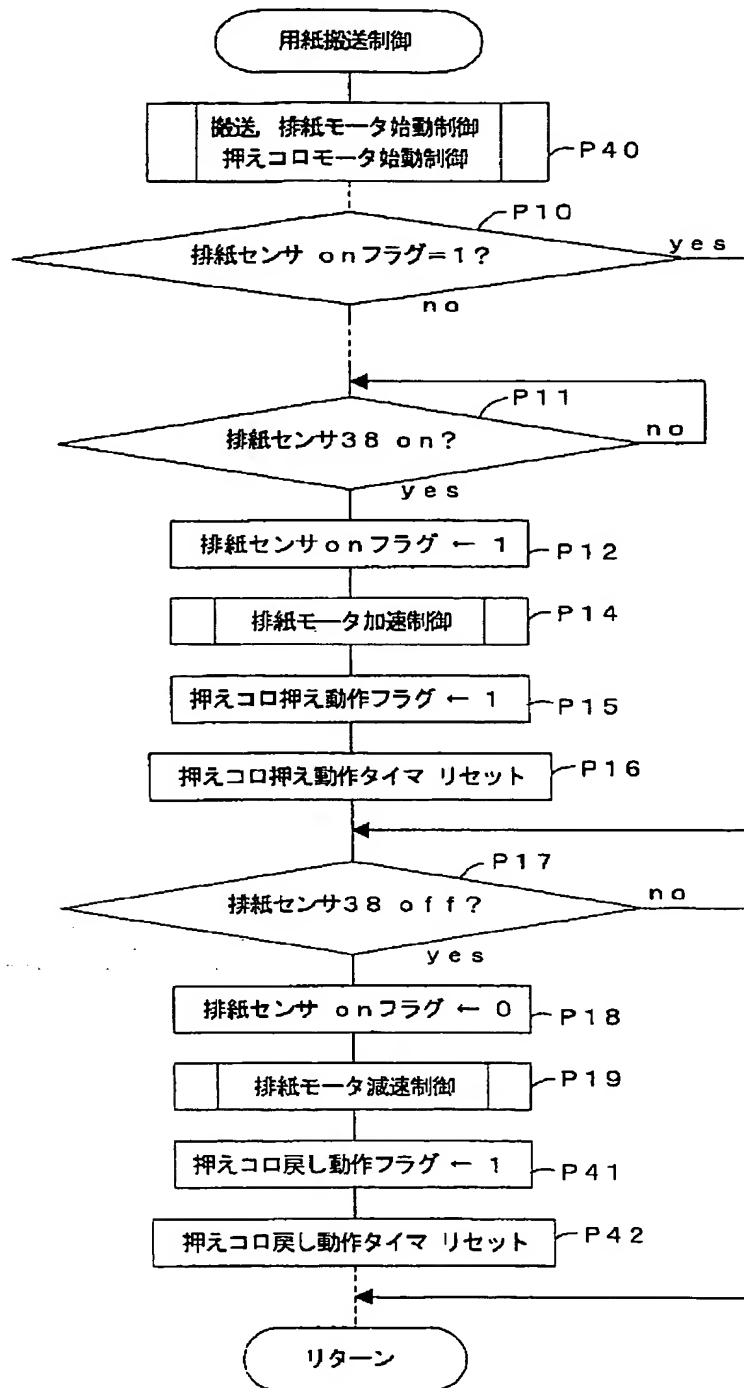 用紙搬送制御
搬送, 排紙モータ始動制御
押えコロモータ始動制御
P40
P10
排紙センサ onフラグ=1?
yes
no
P11
排紙センサ38 on?
no
yes
排紙センサonフラグ ← 1
P12
排紙モータ加速制御
P14
押えコロ押え動作フラグ ← 1
P15
押えコロ押え動作タイマ リセット
P16
P17
排紙センサ38 off?
no
yes
排紙センサ onフラグ ← 0
P18
排紙モータ減速制御
P19
押えコロ戻し動作フラグ ← 1
P41
押えコロ戻し動作タイマ リセット
P42
リターン